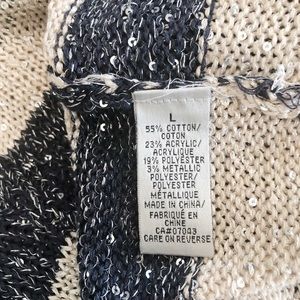 L
55% COTTON/
COTON
23% ACRYLIC/
ACRYLIQUE
19% POLYESTER
3% METALLIC
POLYESTER/
POLYESTER
MÉTALLIQUE
MADE IN CHINA/
FABRIQUÉ EN
CHINE
CA#07043
CARE ON REVERSE